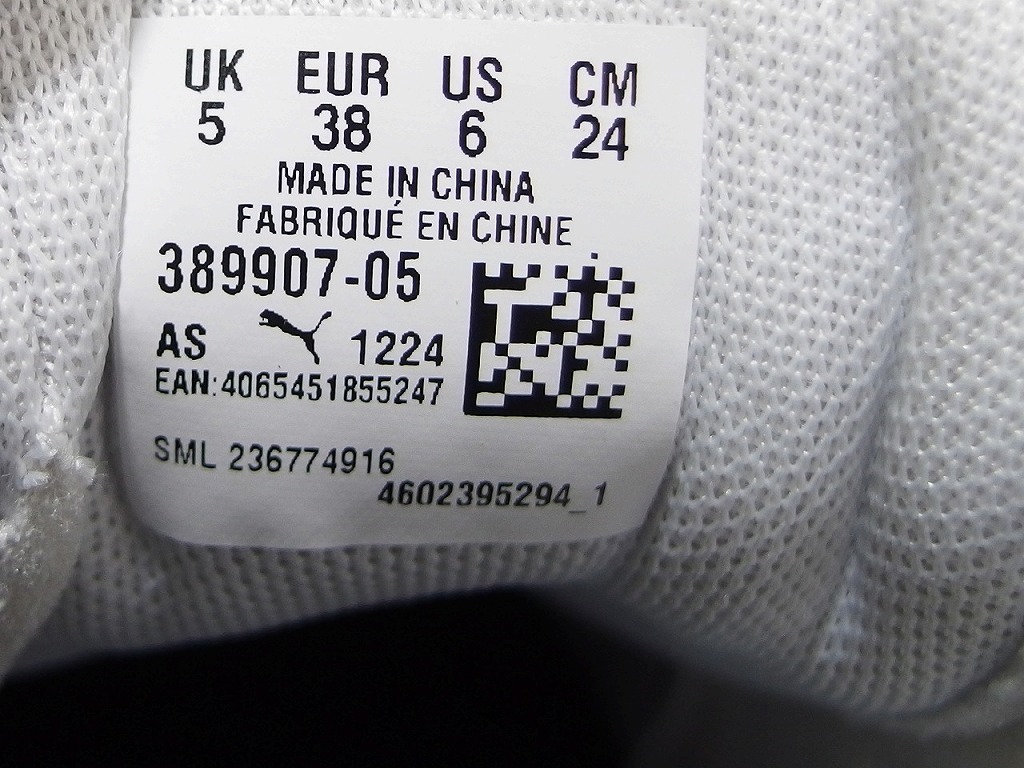 UK EUR US CM
5 38 6 24
MADE IN CHINA
FABRIQUÉ EN CHINE
389907-05
AS 1224
EAN:4065451855247
SML 236774916
4602395294_1